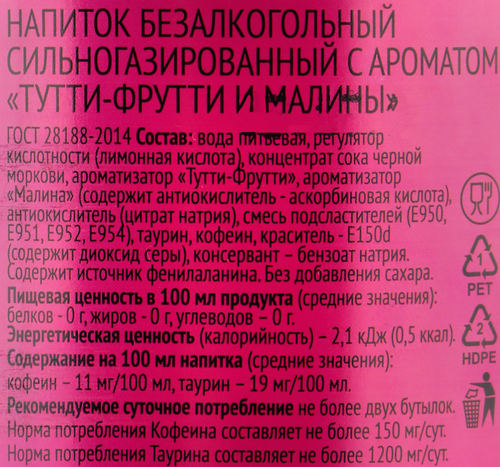 НАПИТОК БЕЗАЛКОГОЛЬНЫЙ
СИЛЬНОГАЗИРОВАННЫЙ С АРОМАТОМ
«ТУТТИ-ФРУТТИ И МАЛИНЫ»
ГОСТ 28188-2014 Состав: вода питьевая, регулятор
кислотности (лимонная кислота), концентрат сока черной
моркови, ароматизатор «Тутти-Фрутти», ароматизатор
«Малина» (содержит антиокислитель - аскорбиновая кислота),
антиокислитель (цитрат натрия), смесь подсластителей (Е950,
Е951, Е952, Е954), таурин, кофеин, краситель - Е150d
(содержит диоксид серы), консервант – бензоат натрия.
Содержит источник фенилаланина. Без добавления сахара.
Пищевая ценность в 100 мл продукта (средние значения):
белков - 0 г, жиров - 0 г, углеводов – 0 г.
Энергетическая ценность (калорийность) – 2,1 кДж (0,5 ккал).
Содержание на 100 мл напитка (средние значения):
кофеин – 11 мг/100 мл, таурин – 19 мг/100 мл.
Рекомендуемое суточное потребление не более двух бутылок.
Норма потребления Кофеина составляет не более 150 мг/сут.
Норма потребления Таурина составляет не более 1200 мг/сут.
1
PET
2
HDPE